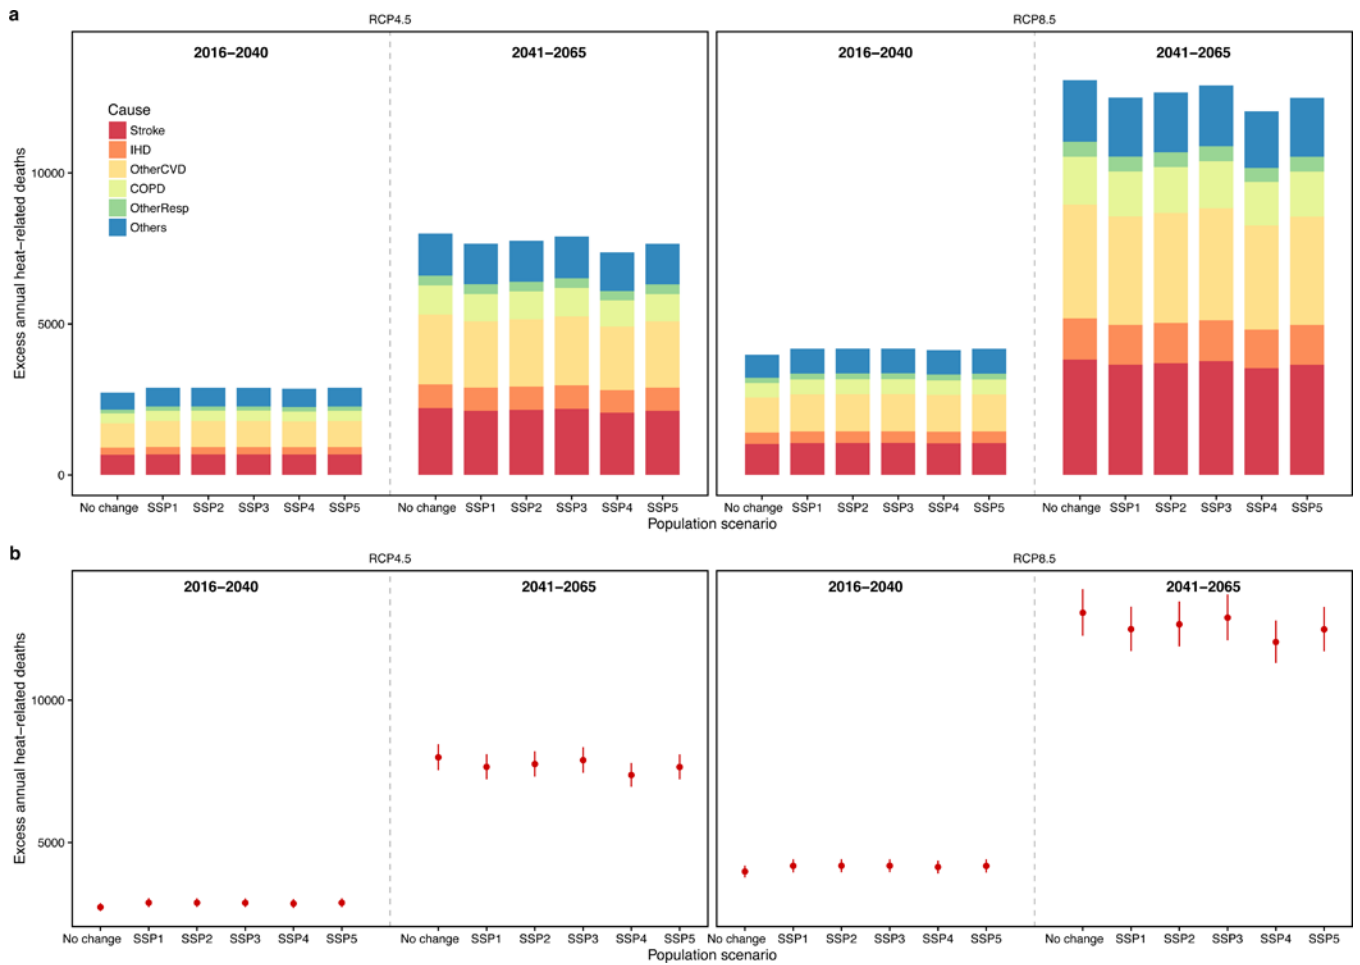 a
RCP4.5
RCP8.5
2016–2040
2041–2065
2016–2040
2041–2065
Excess annual heat–related deaths
10000
5000
0
Cause
Stroke
IHD
OtherCVD
COPD
OtherResp
Others
No change SSP1 SSP2 SSP3 SSP4 SSP5 No change SSP1 SSP2 SSP3 SSP4 SSP5 No change SSP1 SSP2 SSP3 SSP4 SSP5 No change SSP1 SSP2 SSP3 SSP4 SSP5
Population scenario
b
RCP4.5
RCP8.5
2016–2040
2041–2065
2016–2040
2041–2065
Excess annual heat–related deaths
10000
5000
No change SSP1 SSP2 SSP3 SSP4 SSP5 No change SSP1 SSP2 SSP3 SSP4 SSP5 No change SSP1 SSP2 SSP3 SSP4 SSP5 No change SSP1 SSP2 SSP3 SSP4 SSP5
Population scenario